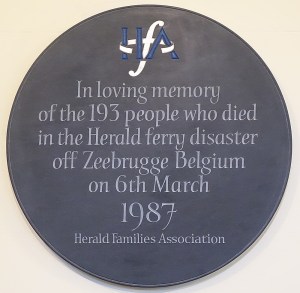 HfA
In loving memory
of the 193 people who died
in the Herald ferry disaster
off Zeebrugge Belgium
on 6th March
1987
Herald Families Association